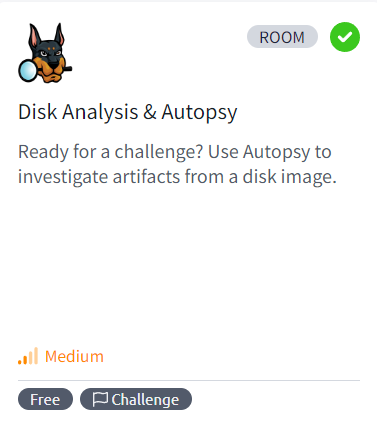 ROOM
Disk Analysis & Autopsy
Ready for a challenge? Use Autopsy to
investigate artifacts from a disk image.
Medium
Free
Challenge